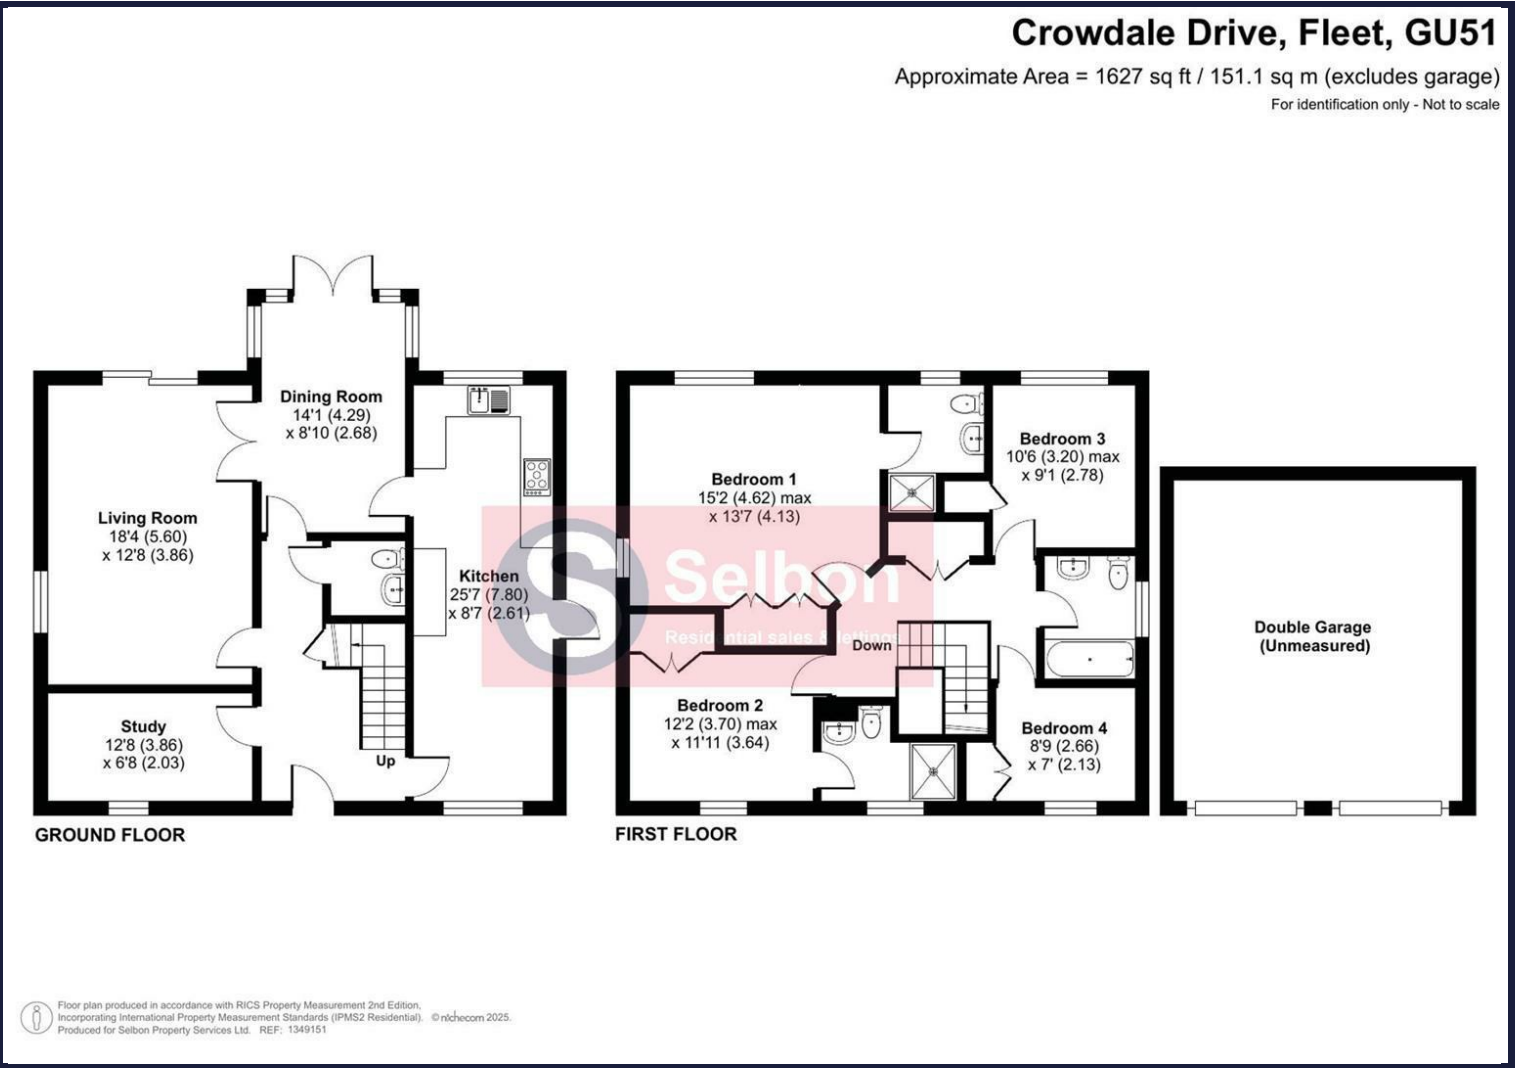 Crowdale Drive, Fleet, GU51
Approximate Area = 1627 sq ft / 151.1 sq m (excludes garage)
For identification only - Not to scale
Dining Room
14'1 (4.29)
x 8'10 (2.68)
Living Room
18'4 (5.60)
x 12'8 (3.86)
Kitchen
25'7 (7.80)
x 8'7 (2.61)
Study
12'8 (3.86)
x 6'8 (2.03)
Up
GROUND FLOOR
Bedroom 1
15'2 (4.62) max
x 13'7 (4.13)
Bedroom 3
10'6 (3.20) max
x 9'1 (2.78)
Selbon
Residential sales & lettings
Down
Bedroom 2
12'2 (3.70) max
x 11'11 (3.64)
Bedroom 4
8'9 (2.66)
x 7' (2.13)
FIRST FLOOR
Double Garage
(Unmeasured)
Floor plan produced in accordance with RICS Property Measurement 2nd Edition,
Incorporating International Property Measurement Standards (IPMS2 Residential). © nichecom 2025.
Produced for Selbon Property Services Ltd. REF: 1349151